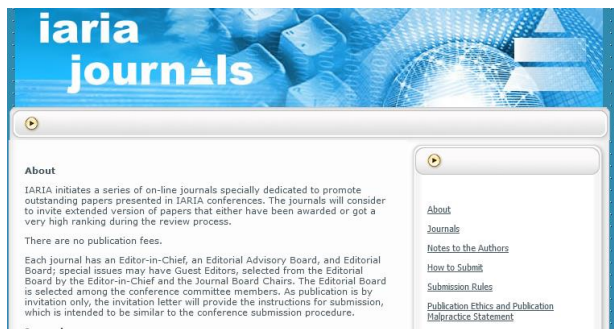 iaria
journals
About
IARIA initiates a series of on-line journals specially dedicated to promote
outstanding papers presented in IARIA conferences. The journals will consider
to invite extended version of papers that either have been awarded or got a
very high ranking during the review process.
There are no publication fees.
Each journal has an Editor-in-Chief, an Editorial Advisory Board, and Editorial
Board; special issues may have Guest Editors, selected from the Editorial
Board by the Editor-in-Chief and the Journal Board Chairs. The Editorial Board
is selected among the conference committee members. As publication is by
invitation only, the invitation letter will provide the instructions for submission,
which is intended to be similar to the conference submission procedure.
About
Journals
Notes to the Authors
How to Submit
Submission Rules
Publication Ethics and Publication
Malpractice Statement